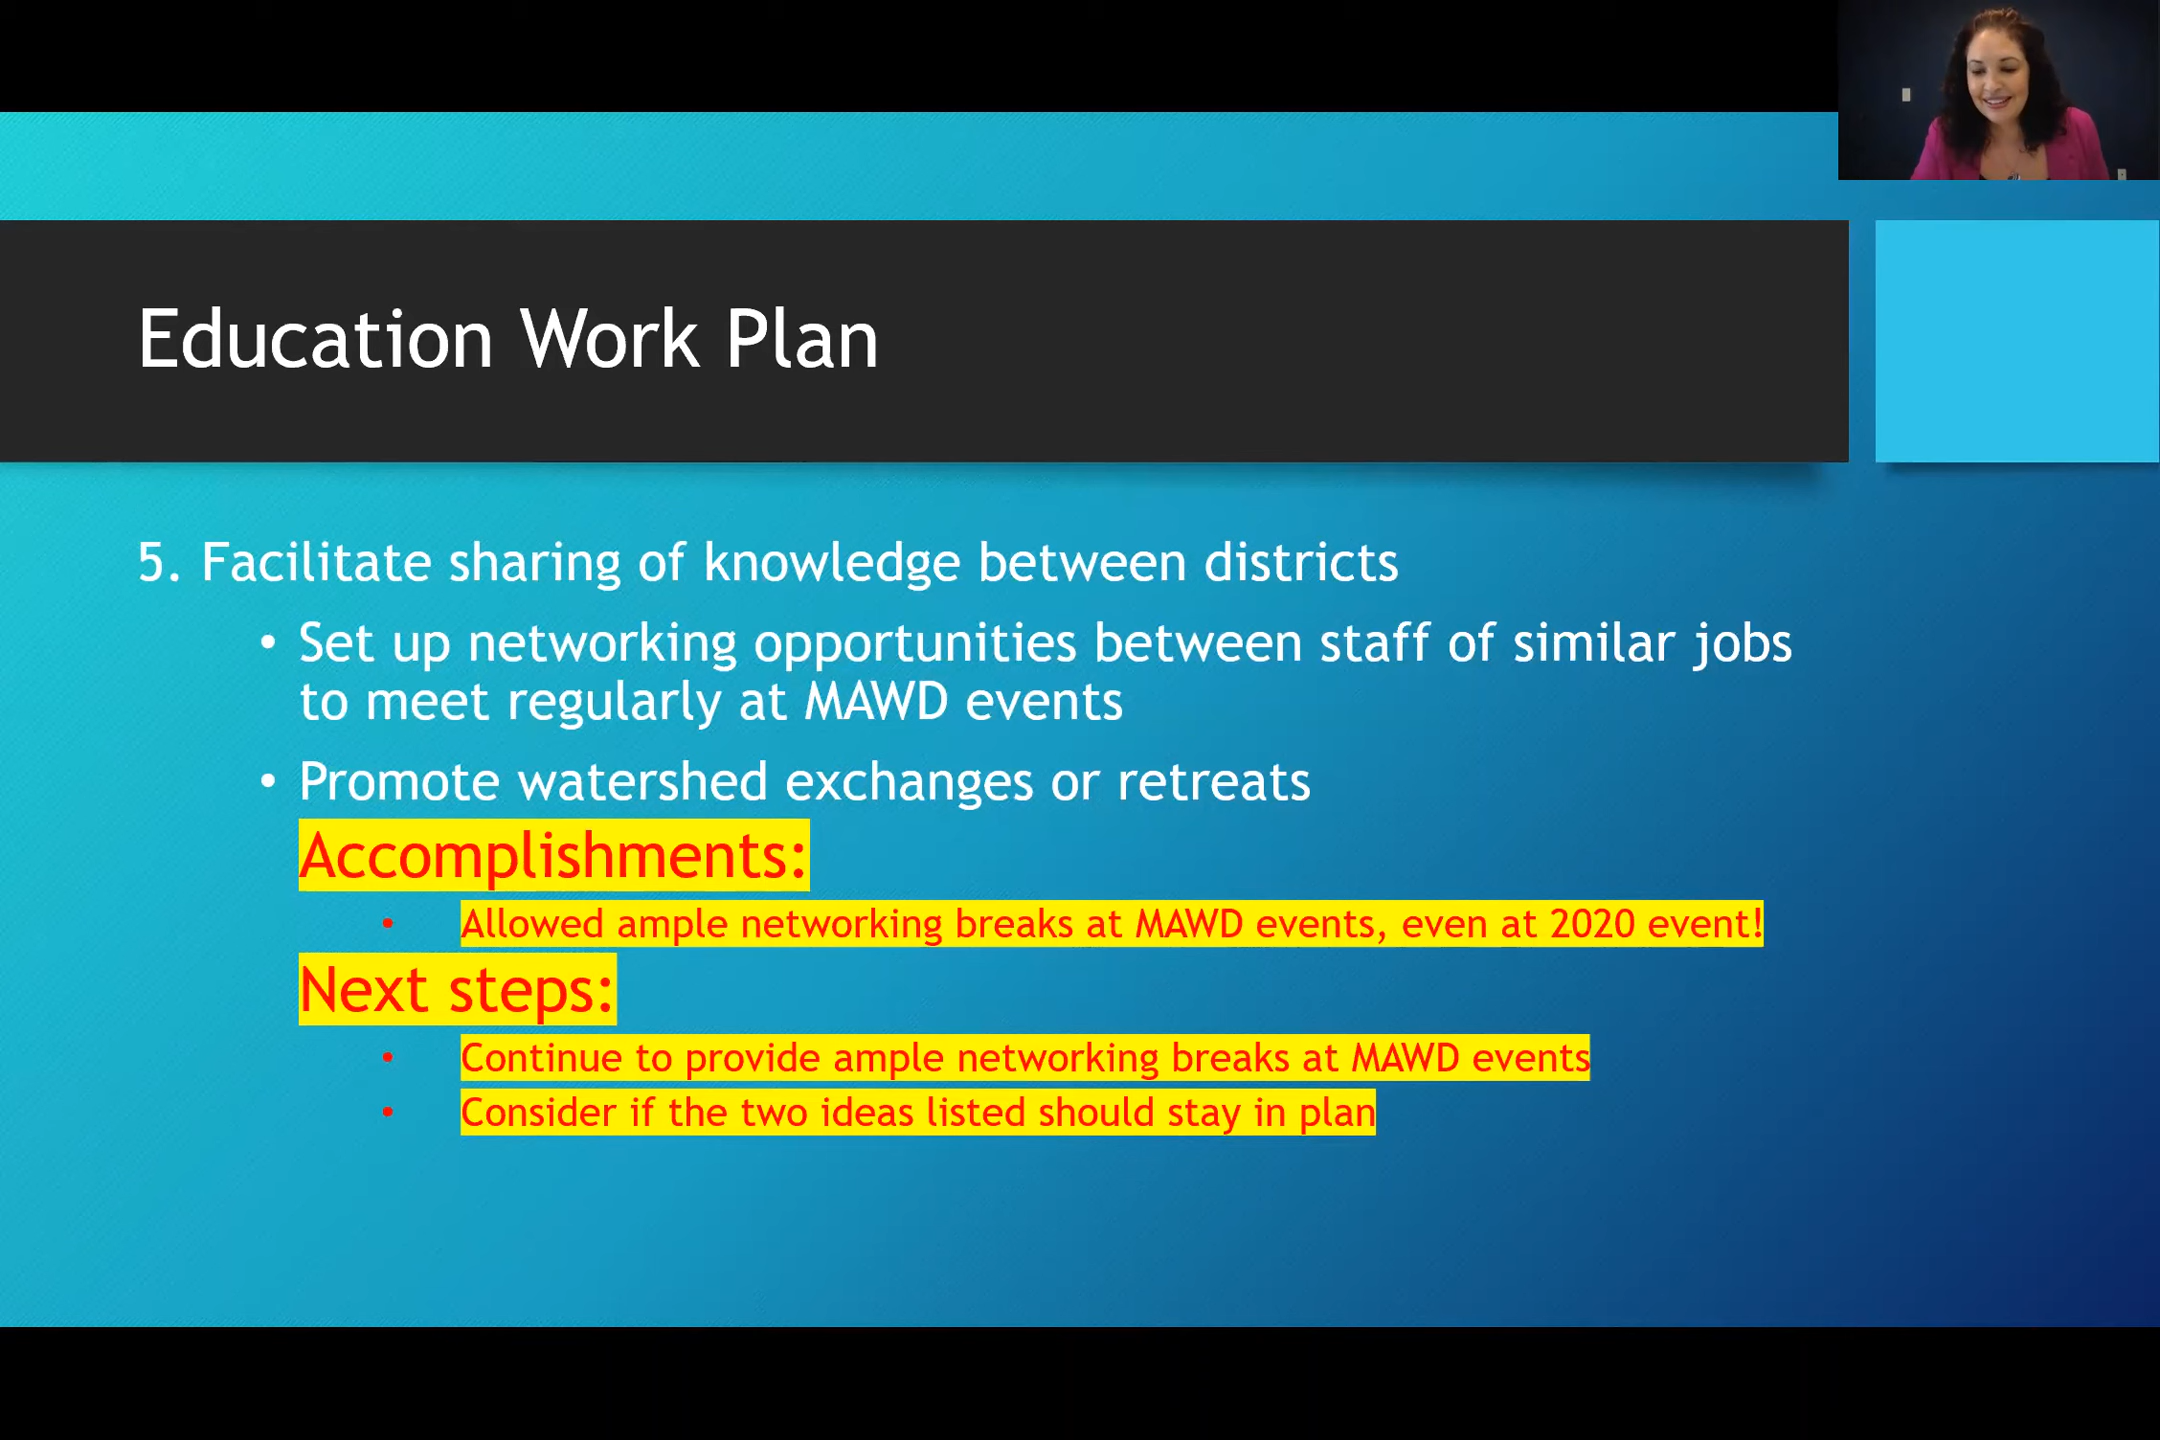 Education Work Plan
5. Facilitate sharing of knowledge between districts
• Set up networking opportunities between staff of similar jobs
to meet regularly at MAWD events
• Promote watershed exchanges or retreats
Accomplishments:
• Allowed ample networking breaks at MAWD events, even at 2020 event!
Next steps:
• Continue to provide ample networking breaks at MAWD events
• Consider if the two ideas listed should stay in plan